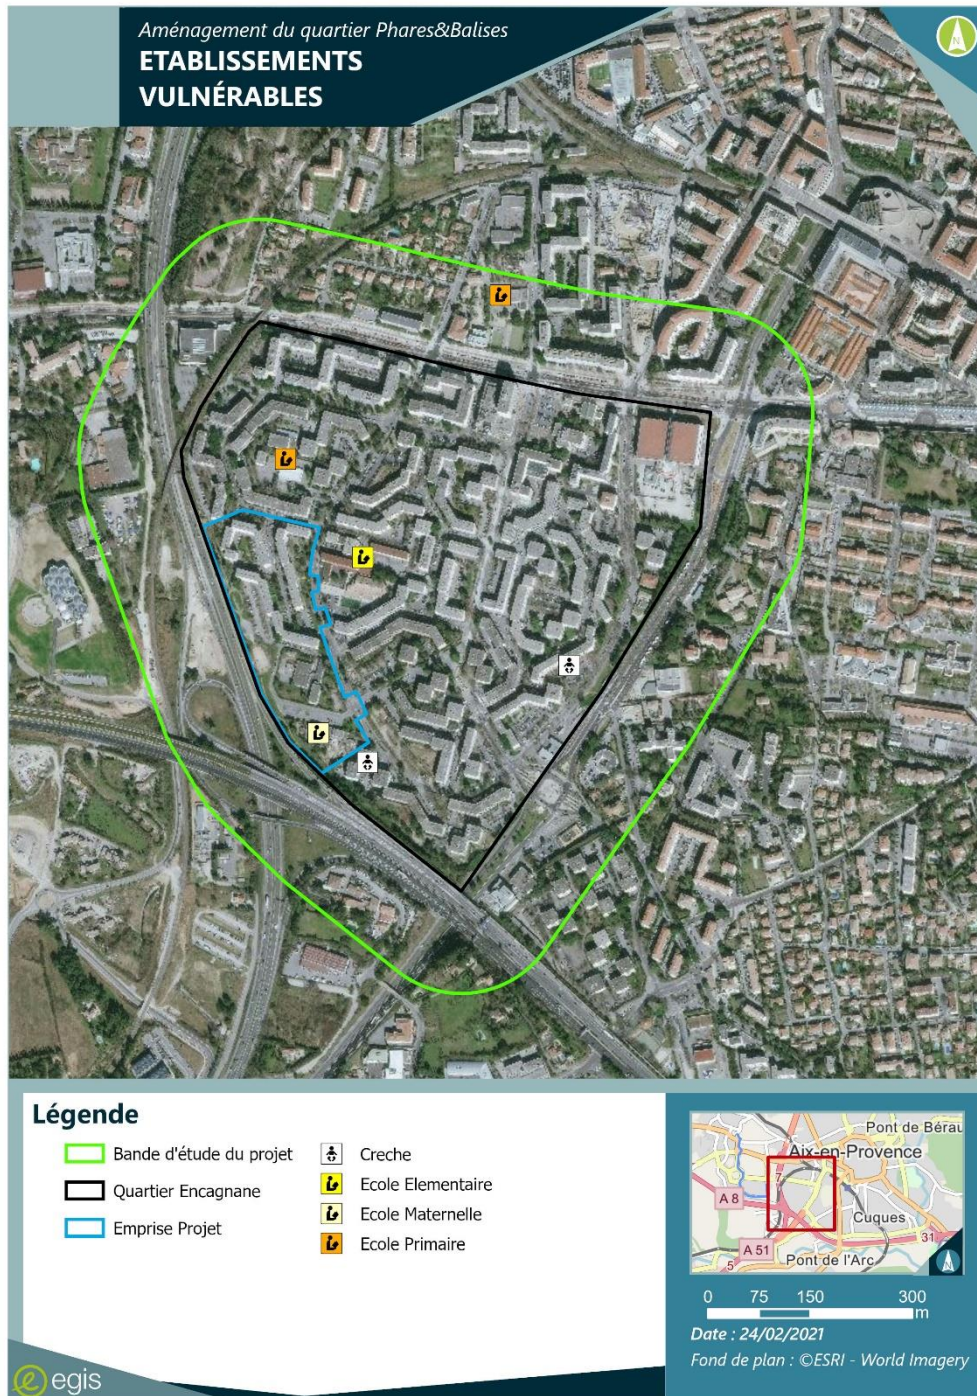 Aménagement du quartier Phares&Balises
ETABLISSEMENTS
VULNÉRABLES
N
Légende
Bande d'étude du projet
Quartier Encagnane
Emprise Projet
Creche
Ecole Elementaire
Ecole Maternelle
Ecole Primaire
Pont de Bérau
Aix-en-Provence
7
A 8
Cuques
31
A 51
5
Pont de l'Arc
0 75 150 300
m
Date : 24/02/2021
Fond de plan : ©ESRI - World Imagery
egis